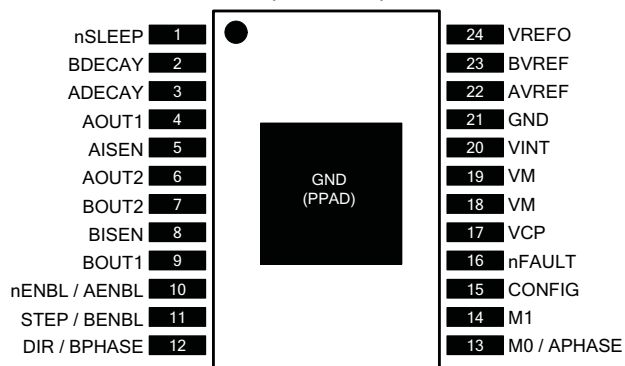 nSLEEP 1
BDECAY 2
ADECAY 3
AOUT1 4
AISEN 5
AOUT2 6
BOUT2 7
BISEN 8
BOUT1 9
nENBL / AENBL 10
STEP / BENBL 11
DIR / BPHASE 12
GND
(PPAD)
24 VREFO
23 BVREF
22 AVREF
21 GND
20 VINT
19 VM
18 VM
17 VCP
16 nFAULT
15 CONFIG
14 M1
13 M0 / APHASE